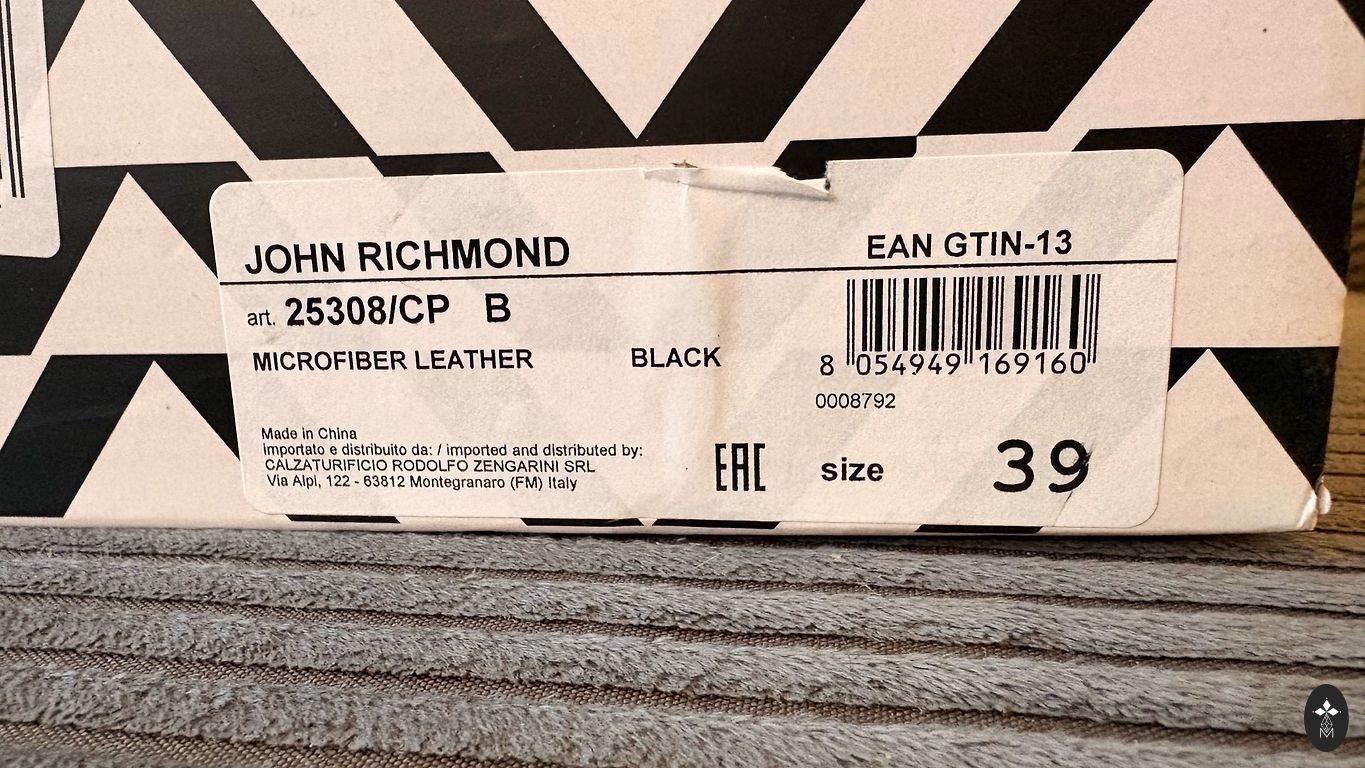 JOHN RICHMOND
EAN GTIN-13
art. 25308/CP B
MICROFIBER LEATHER BLACK
8 054949 169160
0008792
Made in China
importato e distribuito da: / imported and distributed by:
CALZATURIFICIO RODOLFO ZENGARINI SRL
Via Alpi, 122 - 63812 Montegranaro (FM) Italy
EAC
size 39
M